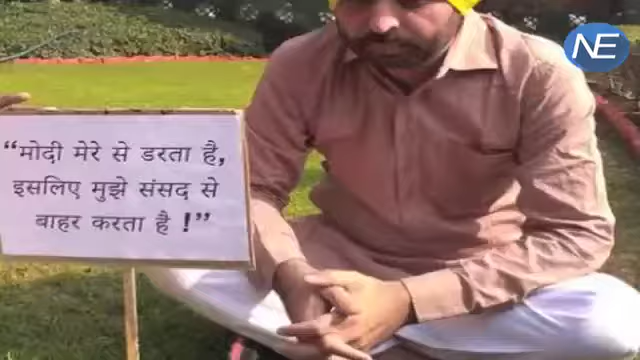 NE
“मोदी मेरे से डरता है,
इसलिए मुझे संसद से
बाहर करता है !”